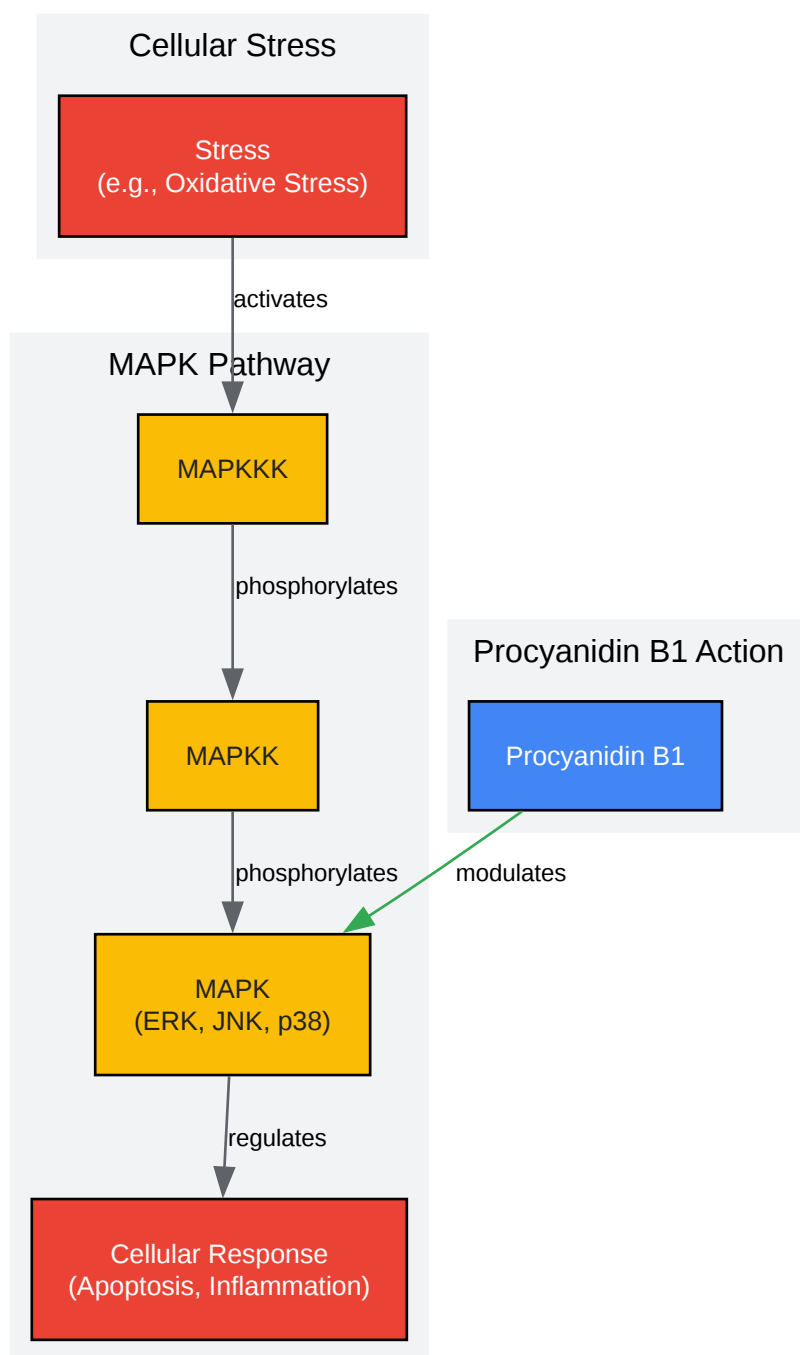 Cellular Stress
Stress
(e.g., Oxidative Stress)
activates
MAPK Pathway
MAPKKK
phosphorylates
Procyanidin B1 Action
MAPKK
Procyanidin B1
phosphorylates
modulates
MAPK
(ERK, JNK, p38)
regulates
Cellular Response
(Apoptosis, Inflammation)